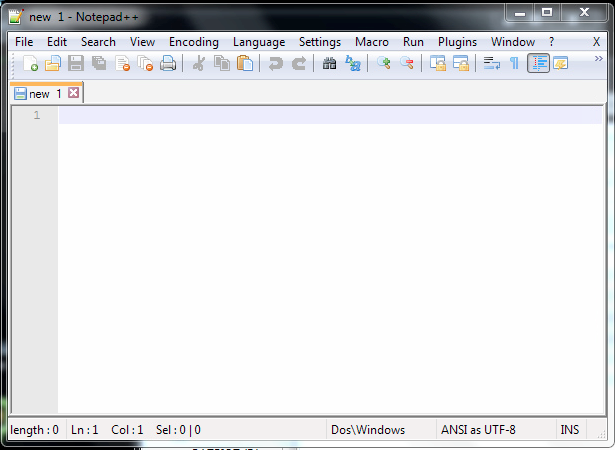 new 1 - Notepad++
File Edit Search View Encoding Language Settings Macro Run Plugins Window ? X
new 1
1
length : 0 Ln : 1 Col : 1 Sel : 0 | 0 Dos\Windows ANSI as UTF-8 INS